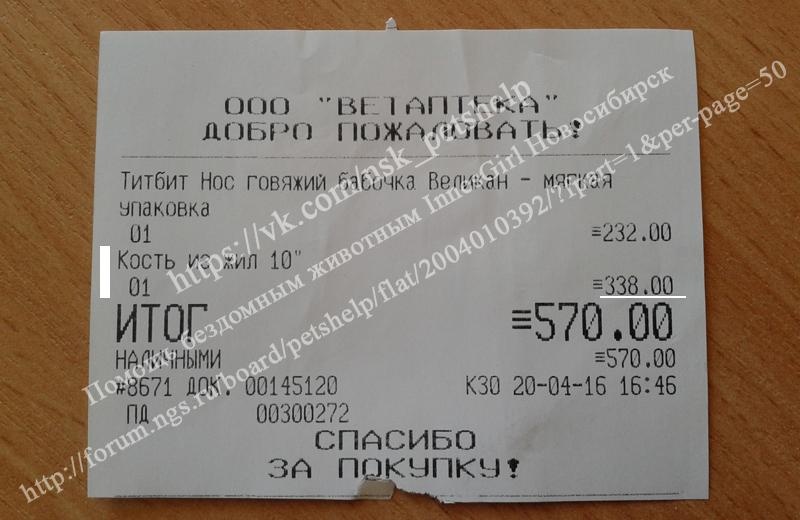 ООО "ВЕТАПТЕКА"
ДОБРО ПОЖАЛОВАТЬ!
Титбит Нос говяжий бабочка Великан - мягкая
упаковка
01 ≡232.00
Кость из жил 10"
01 ≡338.00
ИТОГ ≡570.00
НАЛИЧНЫМИ ≡570.00
#8671 ДОК. 00145120 К30 20-04-16 16:46
ПД 00300272
СПАСИБО
ЗА ПОКУПКУ!
https://vk.com/nsk_petshelp
Помощь бездомным животным InnerGirl Новосибирск
http://forum.ngs.ru/board/petshelp/flat/2004010392/?fpart=1&per-page=50